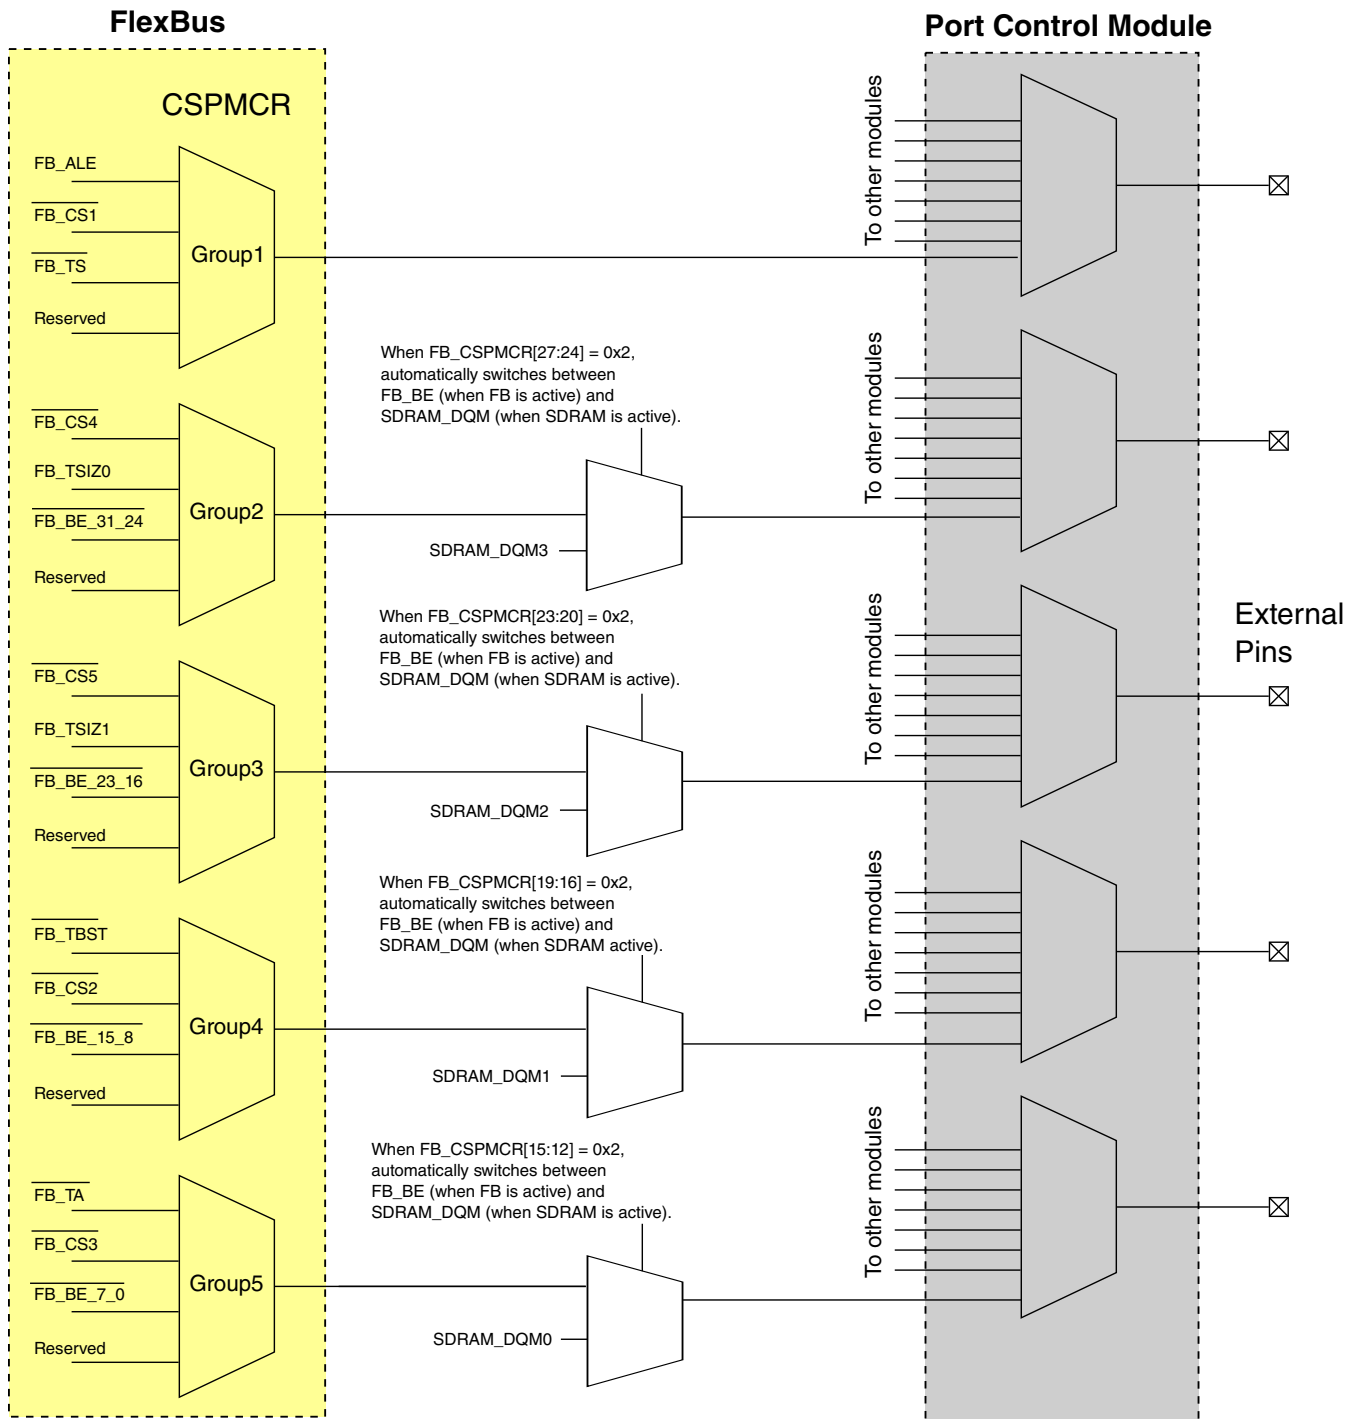 FlexBus
Port Control Module
CSPMCR
FB_ALE
FB_CS1
FB_TS
Reserved
Group1
To other modules
When FB_CSPMCR[27:24] = 0x2,
automatically switches between
FB_BE (when FB is active) and
SDRAM_DQM (when SDRAM is active).
FB_CS4
FB_TSIZ0
FB_BE_31_24
Reserved
Group2
SDRAM_DQM3
To other modules
When FB_CSPMCR[23:20] = 0x2,
automatically switches between
FB_BE (when FB is active) and
SDRAM_DQM (when SDRAM is active).
FB_CS5
FB_TSIZ1
FB_BE_23_16
Reserved
Group3
SDRAM_DQM2
To other modules
External
Pins
When FB_CSPMCR[19:16] = 0x2,
automatically switches between
FB_BE (when FB is active) and
SDRAM_DQM (when SDRAM active).
FB_TBST
FB_CS2
FB_BE_15_8
Reserved
Group4
SDRAM_DQM1
To other modules
When FB_CSPMCR[15:12] = 0x2,
automatically switches between
FB_BE (when FB is active) and
SDRAM_DQM (when SDRAM is active).
FB_TA
FB_CS3
FB_BE_7_0
Reserved
Group5
SDRAM_DQM0
To other modules